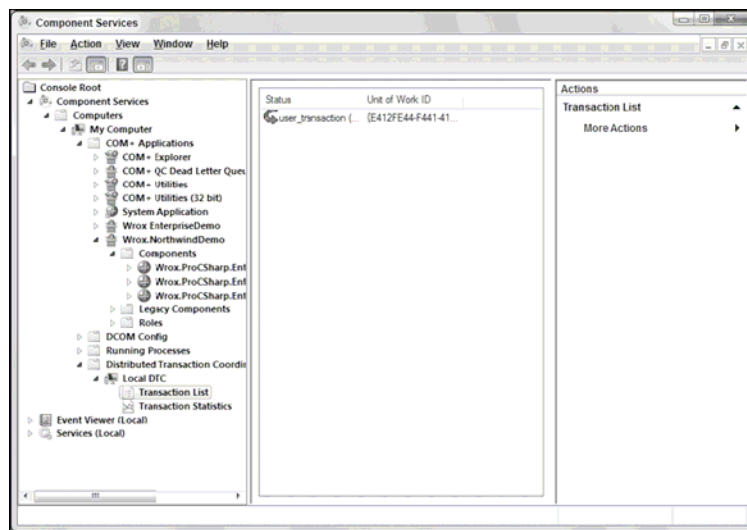 Component Services
File Action View Window Help
Console Root
Component Services
Computers
My Computer
COM+ Applications
COM+ Explorer
COM+ QC Dead Letter Queu
COM+ Utilities
COM+ Utilities (32 bit)
System Application
Wrox EnterpriseDemo
Wrox.NorthwindDemo
Components
Wrox.ProCSharp.Ent
Wrox.ProCSharp.Ent
Wrox.ProCSharp.Ent
Legacy Components
Roles
DCOM Config
Running Processes
Distributed Transaction Coordin
Local DTC
Transaction List
Transaction Statistics
Event Viewer (Local)
Services (Local)
Status Unit of Work ID
user_transaction (... {E412FE44-F441-41...
Actions
Transaction List
More Actions